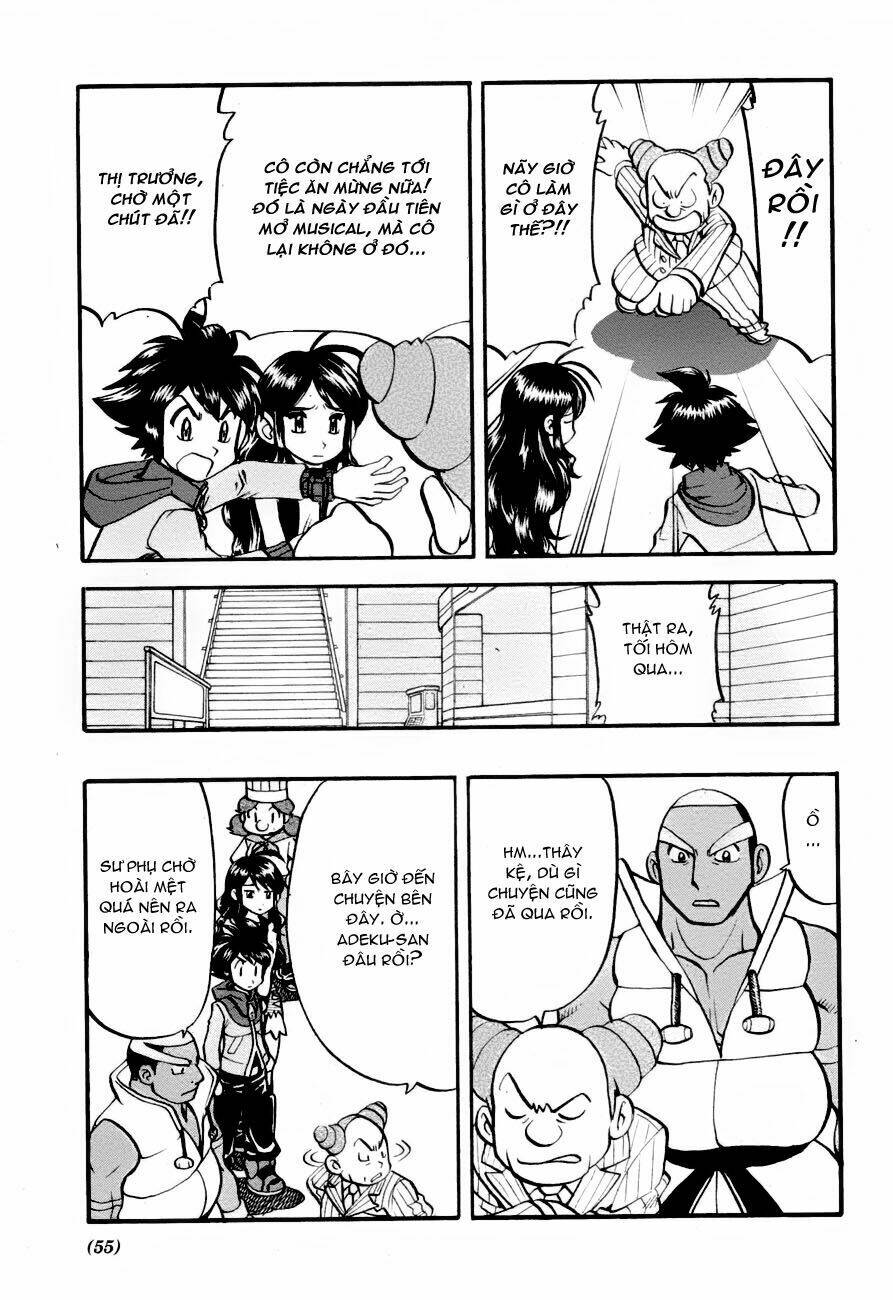 ĐÂY
RỒI
!!
NÃY GIỜ
CÔ LÀM
GÌ Ở ĐÂY
THẾ?!!
CÔ CÒN CHẲNG TỚI
TIỆC ĂN MỪNG NỮA!
ĐÓ LÀ NGÀY ĐẦU TIÊN
MỞ MUSICAL, MÀ CÔ
LẠI KHÔNG Ở ĐÓ...
THỊ TRƯƠNG,
CHỜ MỘT
CHÚT ĐÃ!!
THẬT RA,
TỐI HÔM
QUA...
Ồ
...
HM...THÂY
KỆ, DÙ GÌ
CHUYỆN CŨNG
ĐÃ QUA RỒI.
BÂY GIỜ ĐẾN
CHUYỆN BÊN
ĐÂY. Ờ...
ADEKU-SAN
ĐÂU RỒI?
SƯ PHỤ CHỜ
HOÀI MỆT
QUÁ NÊN RA
NGOÀI RỒI.
(55)